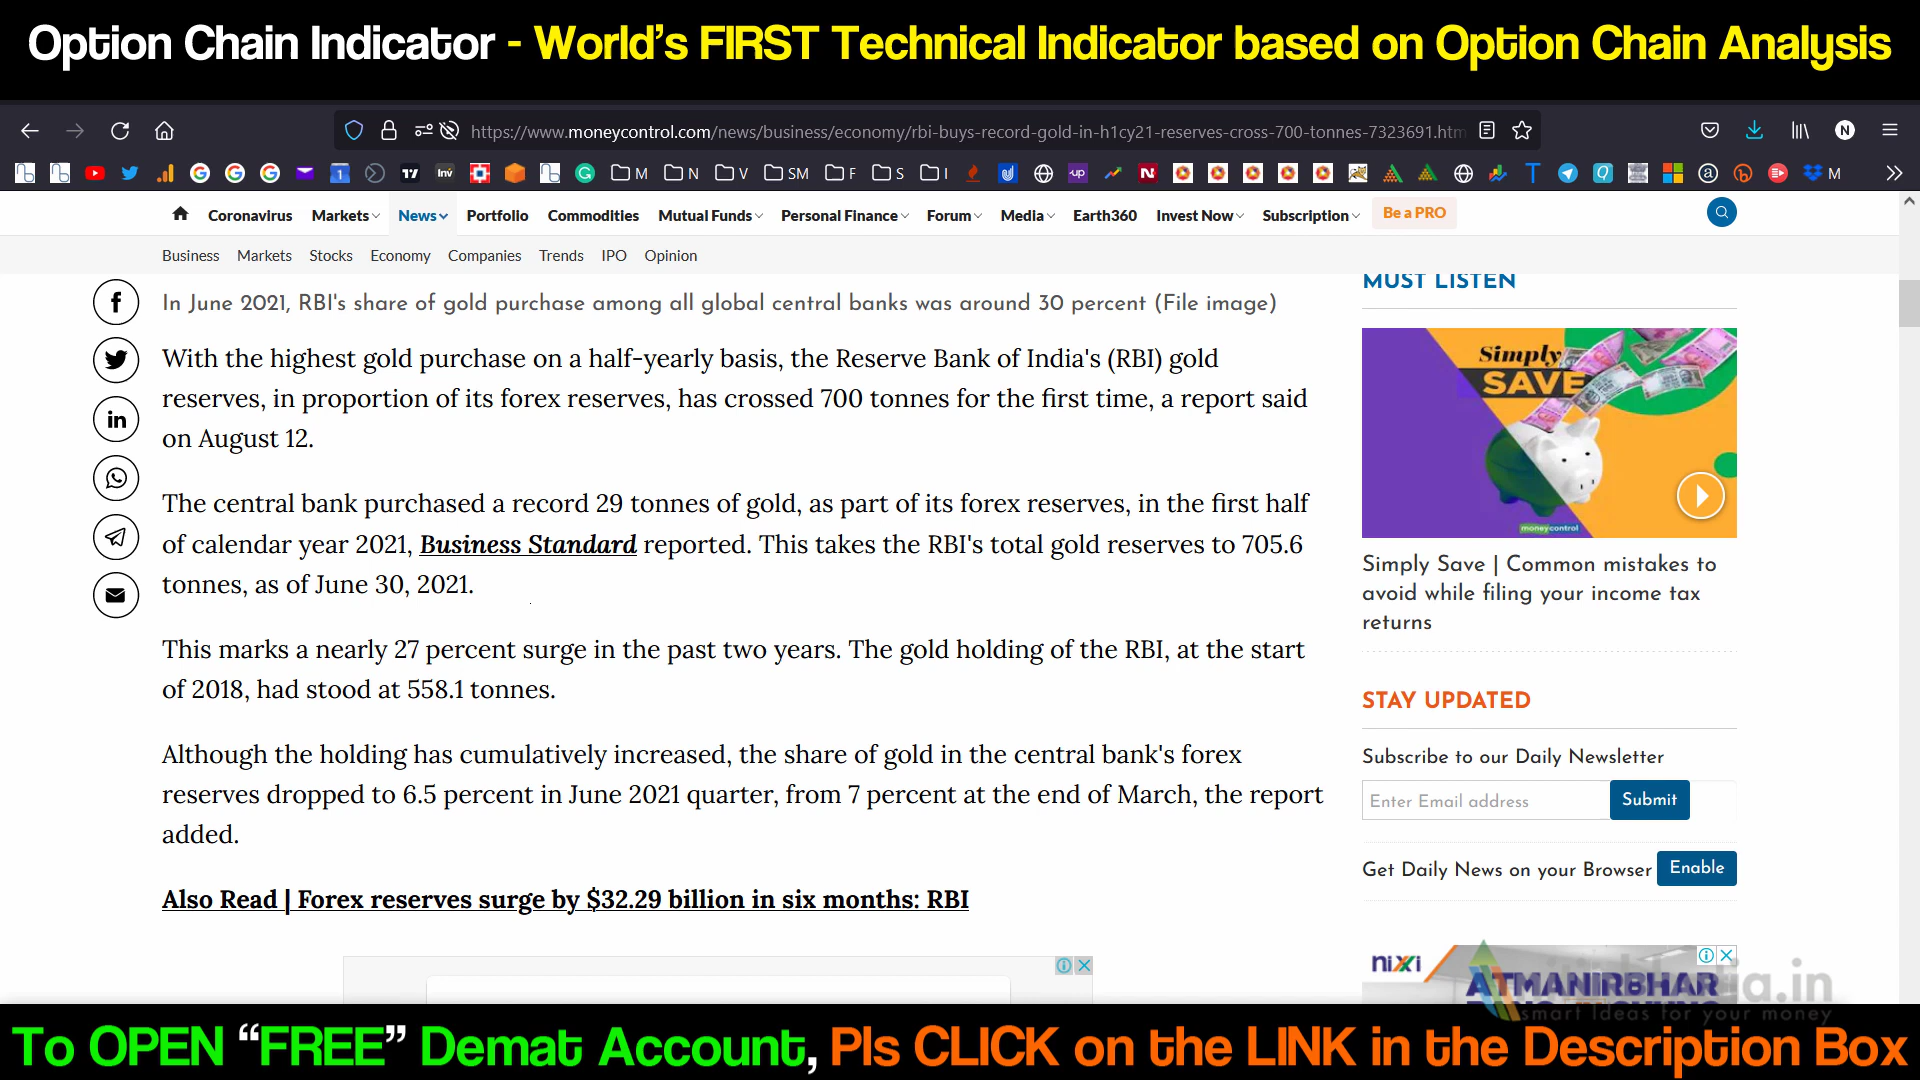 Option Chain Indicator - World's FIRST Technical Indicator based on Option Chain Analysis
https://www.moneycontrol.com/news/business/economy/rbi-buys-record-gold-in-h1cy21-reserves-cross-700-tonnes-7323691.htm
M N V SM F S I M
Coronavirus Markets News Portfolio Commodities Mutual Funds Personal Finance Forum Media Earth360 Invest Now Subscription Be a PRO
Business Markets Stocks Economy Companies Trends IPO Opinion
In June 2021, RBI's share of gold purchase among all global central banks was around 30 percent (File image)
With the highest gold purchase on a half-yearly basis, the Reserve Bank of India's (RBI) gold
reserves, in proportion of its forex reserves, has crossed 700 tonnes for the first time, a report said
on August 12.
The central bank purchased a record 29 tonnes of gold, as part of its forex reserves, in the first half
of calendar year 2021, Business Standard reported. This takes the RBI's total gold reserves to 705.6
tonnes, as of June 30, 2021.
This marks a nearly 27 percent surge in the past two years. The gold holding of the RBI, at the start
of 2018, had stood at 558.1 tonnes.
Although the holding has cumulatively increased, the share of gold in the central bank's forex
reserves dropped to 6.5 percent in June 2021 quarter, from 7 percent at the end of March, the report
added.
Also Read | Forex reserves surge by $32.29 billion in six months: RBI
MUST LISTEN
Simply
SAVE
moneycontrol
Simply Save | Common mistakes to
avoid while filing your income tax
returns
STAY UPDATED
Subscribe to our Daily Newsletter
Enter Email address Submit
Get Daily News on your Browser Enable
nixi
ATMANIRBHAR
smart Ideas for your money
To OPEN "FREE" Demat Account, Pls CLICK on the LINK in the Description Box